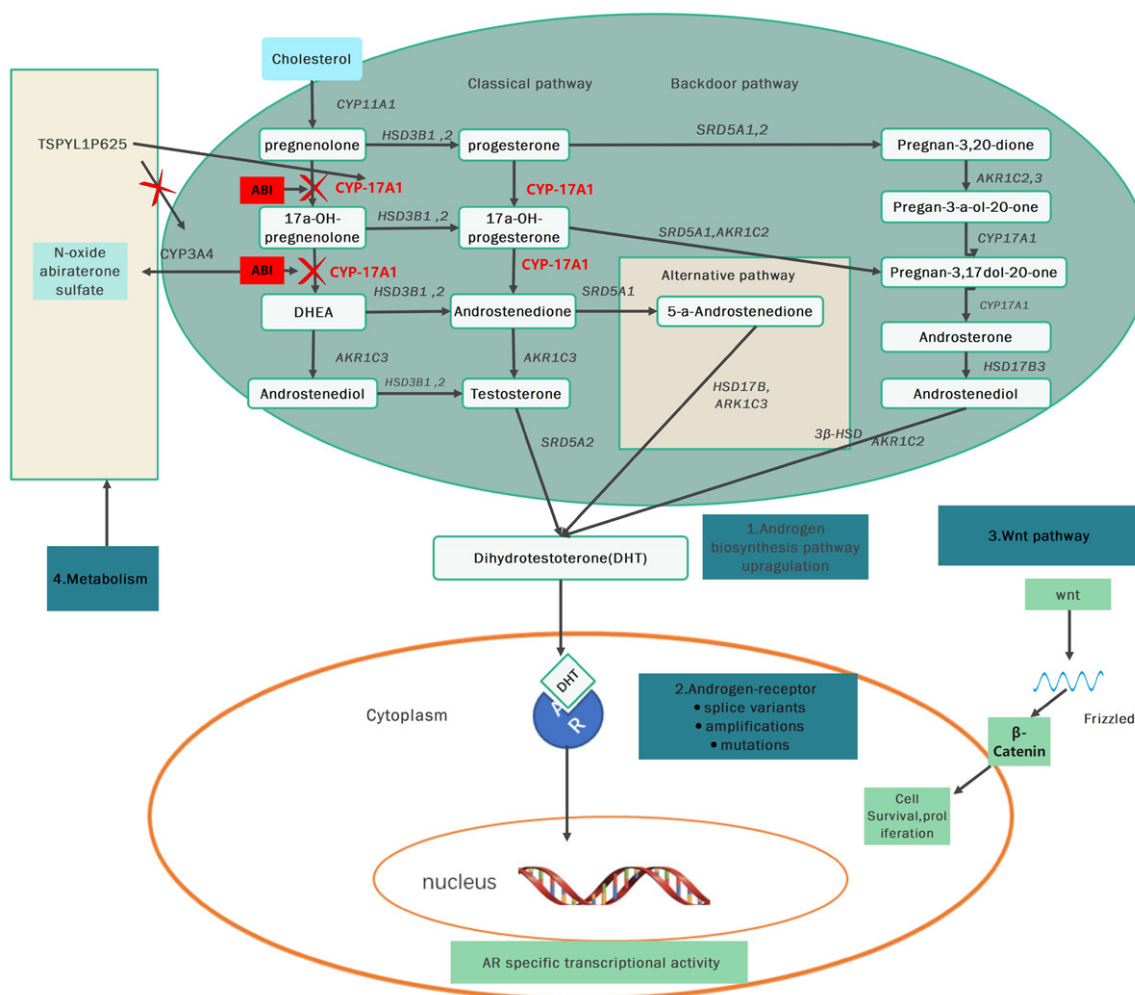 Cholesterol
Classical pathway
Backdoor pathway
CYP11A1
TSPYL1P625
pregnenolone
HSD3B1 ,2
progesterone
SRD5A1,2
Pregnan-3,20-dione
AKR1C2,3
ABI
CYP-17A1
CYP-17A1
Pregan-3-a-ol-20-one
17a-OH-
pregnenolone
HSD3B1 ,2
17a-OH-
progesterone
SRD5A1,AKR1C2
CYP17A1
N-oxide
abiraterone
sulfate
CYP3A4
ABI
CYP-17A1
CYP-17A1
Alternative pathway
Pregnan-3,17dol-20-one
DHEA
HSD3B1 ,2
Androstenedione
SRD5A1
5-a-Androstenedione
CYP17A1
Androsterone
AKR1C3
AKR1C3
HSD17B3
HSD17B,
ARK1C3
Androstenediol
HSD3B1 ,2
Testosterone
Androstenediol
SRD5A2
3β-HSD
AKR1C2
1.Androgen
biosynthesis pathway
upragulation
3.Wnt pathway
Dihydrotestoterone(DHT)
4.Metabolism
wnt
DHT
A
R
2.Androgen-receptor
● splice variants
● amplifications
● mutations
Cytoplasm
Frizzled
β-
Catenin
Cell
Survival,prol
iferation
nucleus
AR specific transcriptional activity